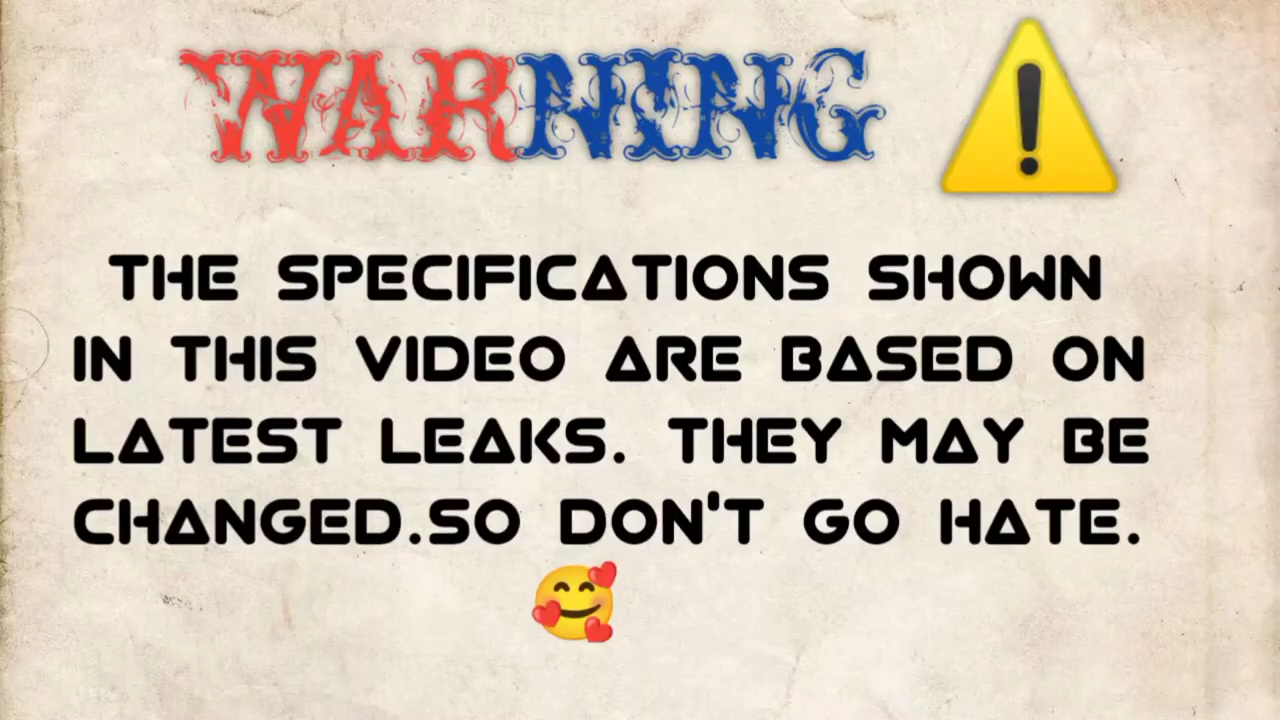 WARNING ⚠️
THE SPECIFICATIONS SHOWN
IN THIS VIDEO ARE BASED ON
LATEST LEAKS. THEY MAY BE
CHANGED.SO DON'T GO HATE.
🥰